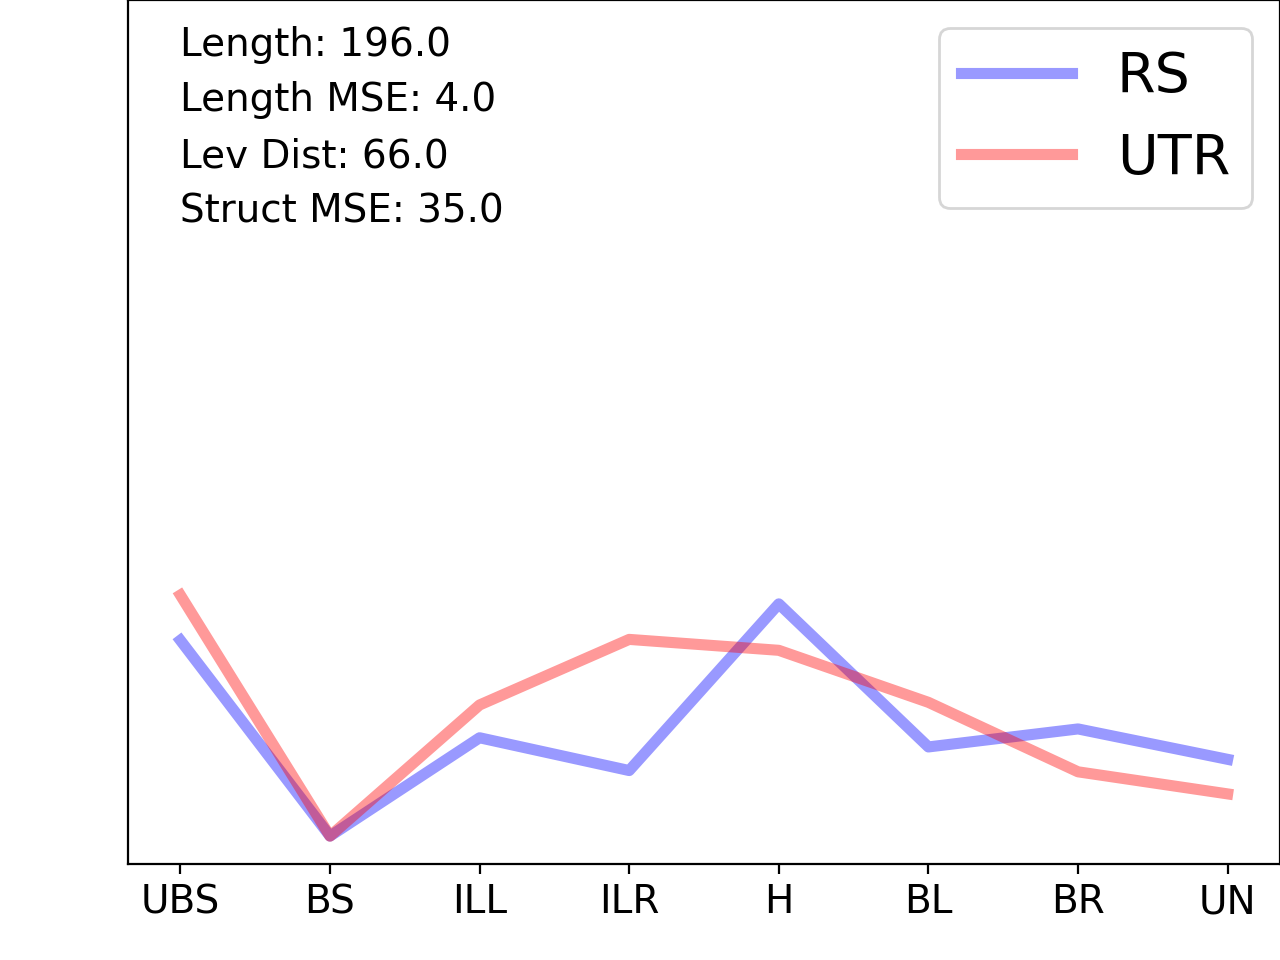 Length: 196.0
Length MSE: 4.0
Lev Dist: 66.0
Struct MSE: 35.0
RS
UTR
UBS BS ILL ILR H BL BR UN